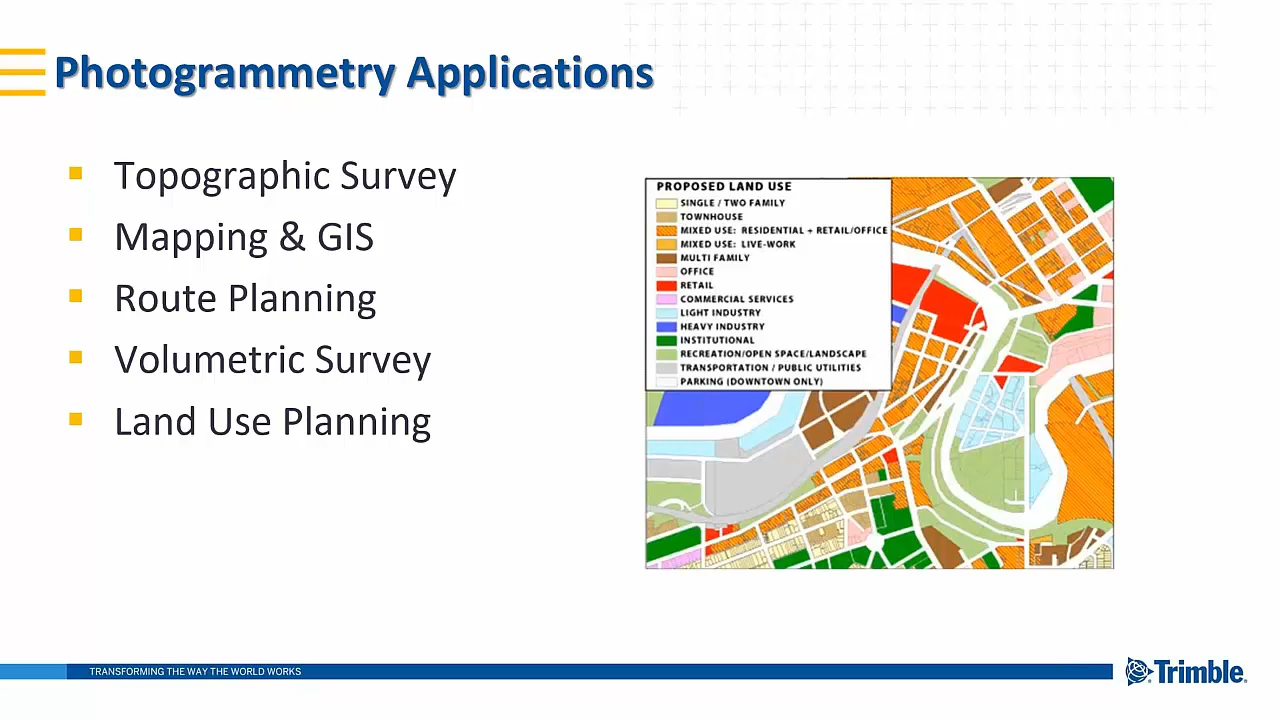 Photogrammetry Applications
Topographic Survey
Mapping & GIS
Route Planning
Volumetric Survey
Land Use Planning
PROPOSED LAND USE
SINGLE / TWO FAMILY
TOWNHOUSE
MIXED USE: RESIDENTIAL + RETAIL/OFFICE
MIXED USE: LIVE-WORK
MULTI FAMILY
OFFICE
RETAIL
COMMERCIAL SERVICES
LIGHT INDUSTRY
HEAVY INDUSTRY
INSTITUTIONAL
RECREATION/OPEN SPACE/LANDSCAPE
TRANSPORTATION / PUBLIC UTILITIES
PARKING (DOWNTOWN ONLY)
TRANSFORMING THE WAY THE WORLD WORKS
Trimble